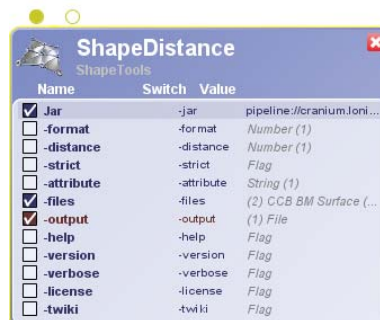 ShapeDistance
ShapeTools
Name Switch Value
Jar -jar pipeline://cranium.loni...
-format -format Number (1)
-distance -distance Number (1)
-strict -strict Flag
-attribute -attribute String (1)
-files -files (2) CCB BM Surface (...
-output -output (1) File
-help -help Flag
-version -version Flag
-verbose -verbose Flag
-license -license Flag
-twiki -twiki Flag